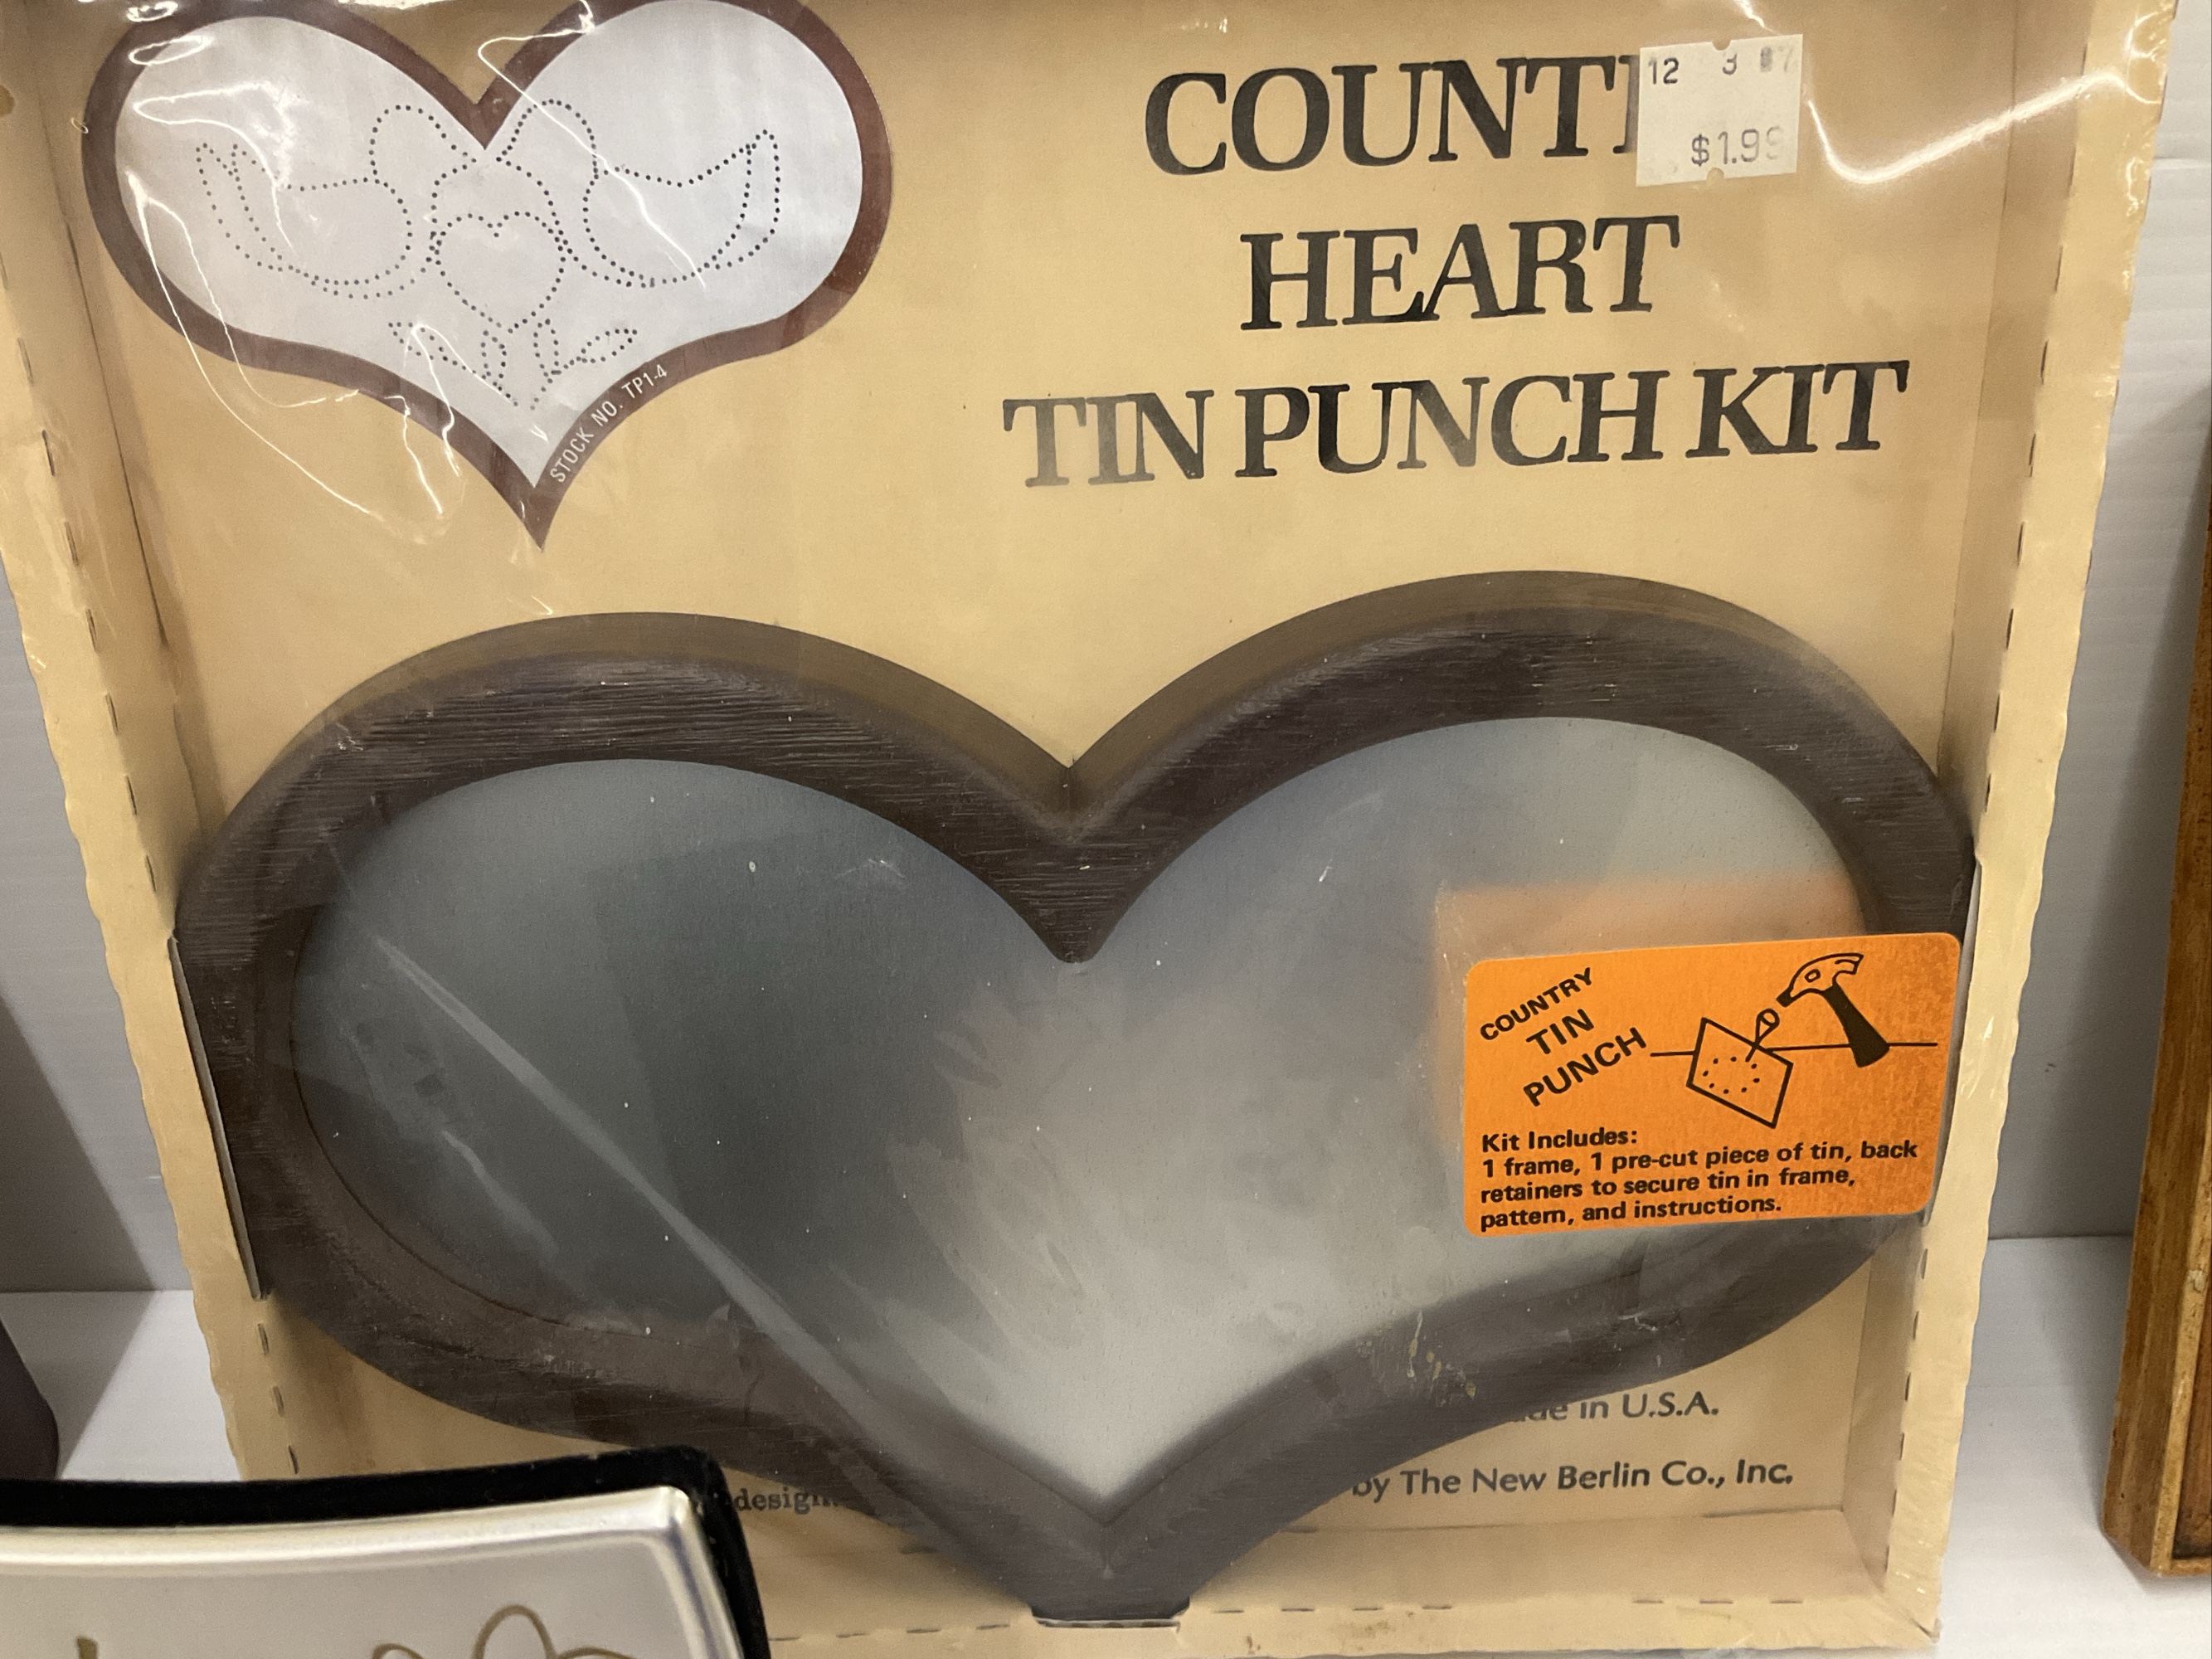 COUNT
12 3 87
$1.99
HEART
TIN PUNCH KIT
STOCK NO. TP1-4
COUNTRY
TIN
PUNCH
Kit Includes:
1 frame, 1 pre-cut piece of tin, back
retainers to secure tin in frame,
pattern, and instructions.
in U.S.A.
design
by The New Berlin Co., Inc.